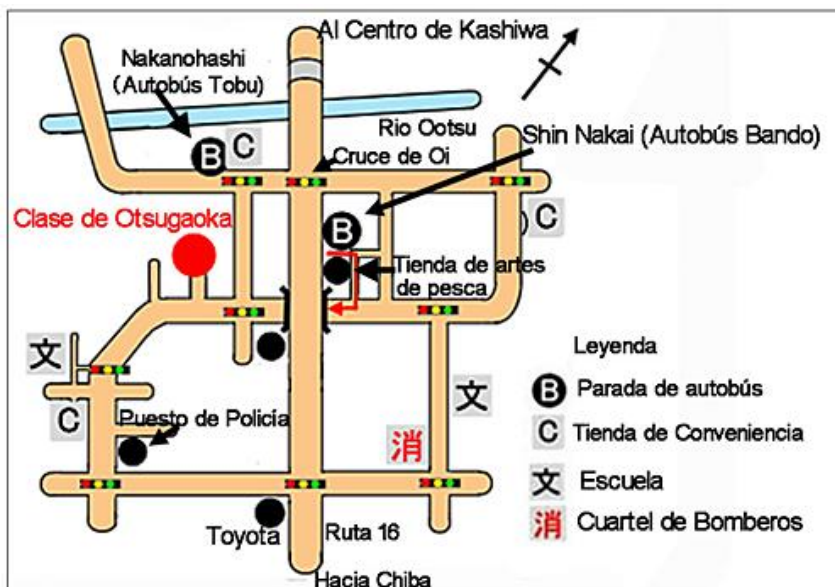 Al Centro de Kashiwa
Nakanohashi
(Autobús Tobu)
Rio Ootsu
Shin Nakai (Autobús Bando)
B
C
Cruce de Oi
Clase de Otsugaoka
B
C
Tienda de artes
de pesca
文
Leyenda
B Parada de autobús
文
C
Puesto de Policía
C Tienda de Conveniencia
消
文 Escuela
Toyota
Ruta 16
消 Cuartel de Bomberos
Hacia Chiba